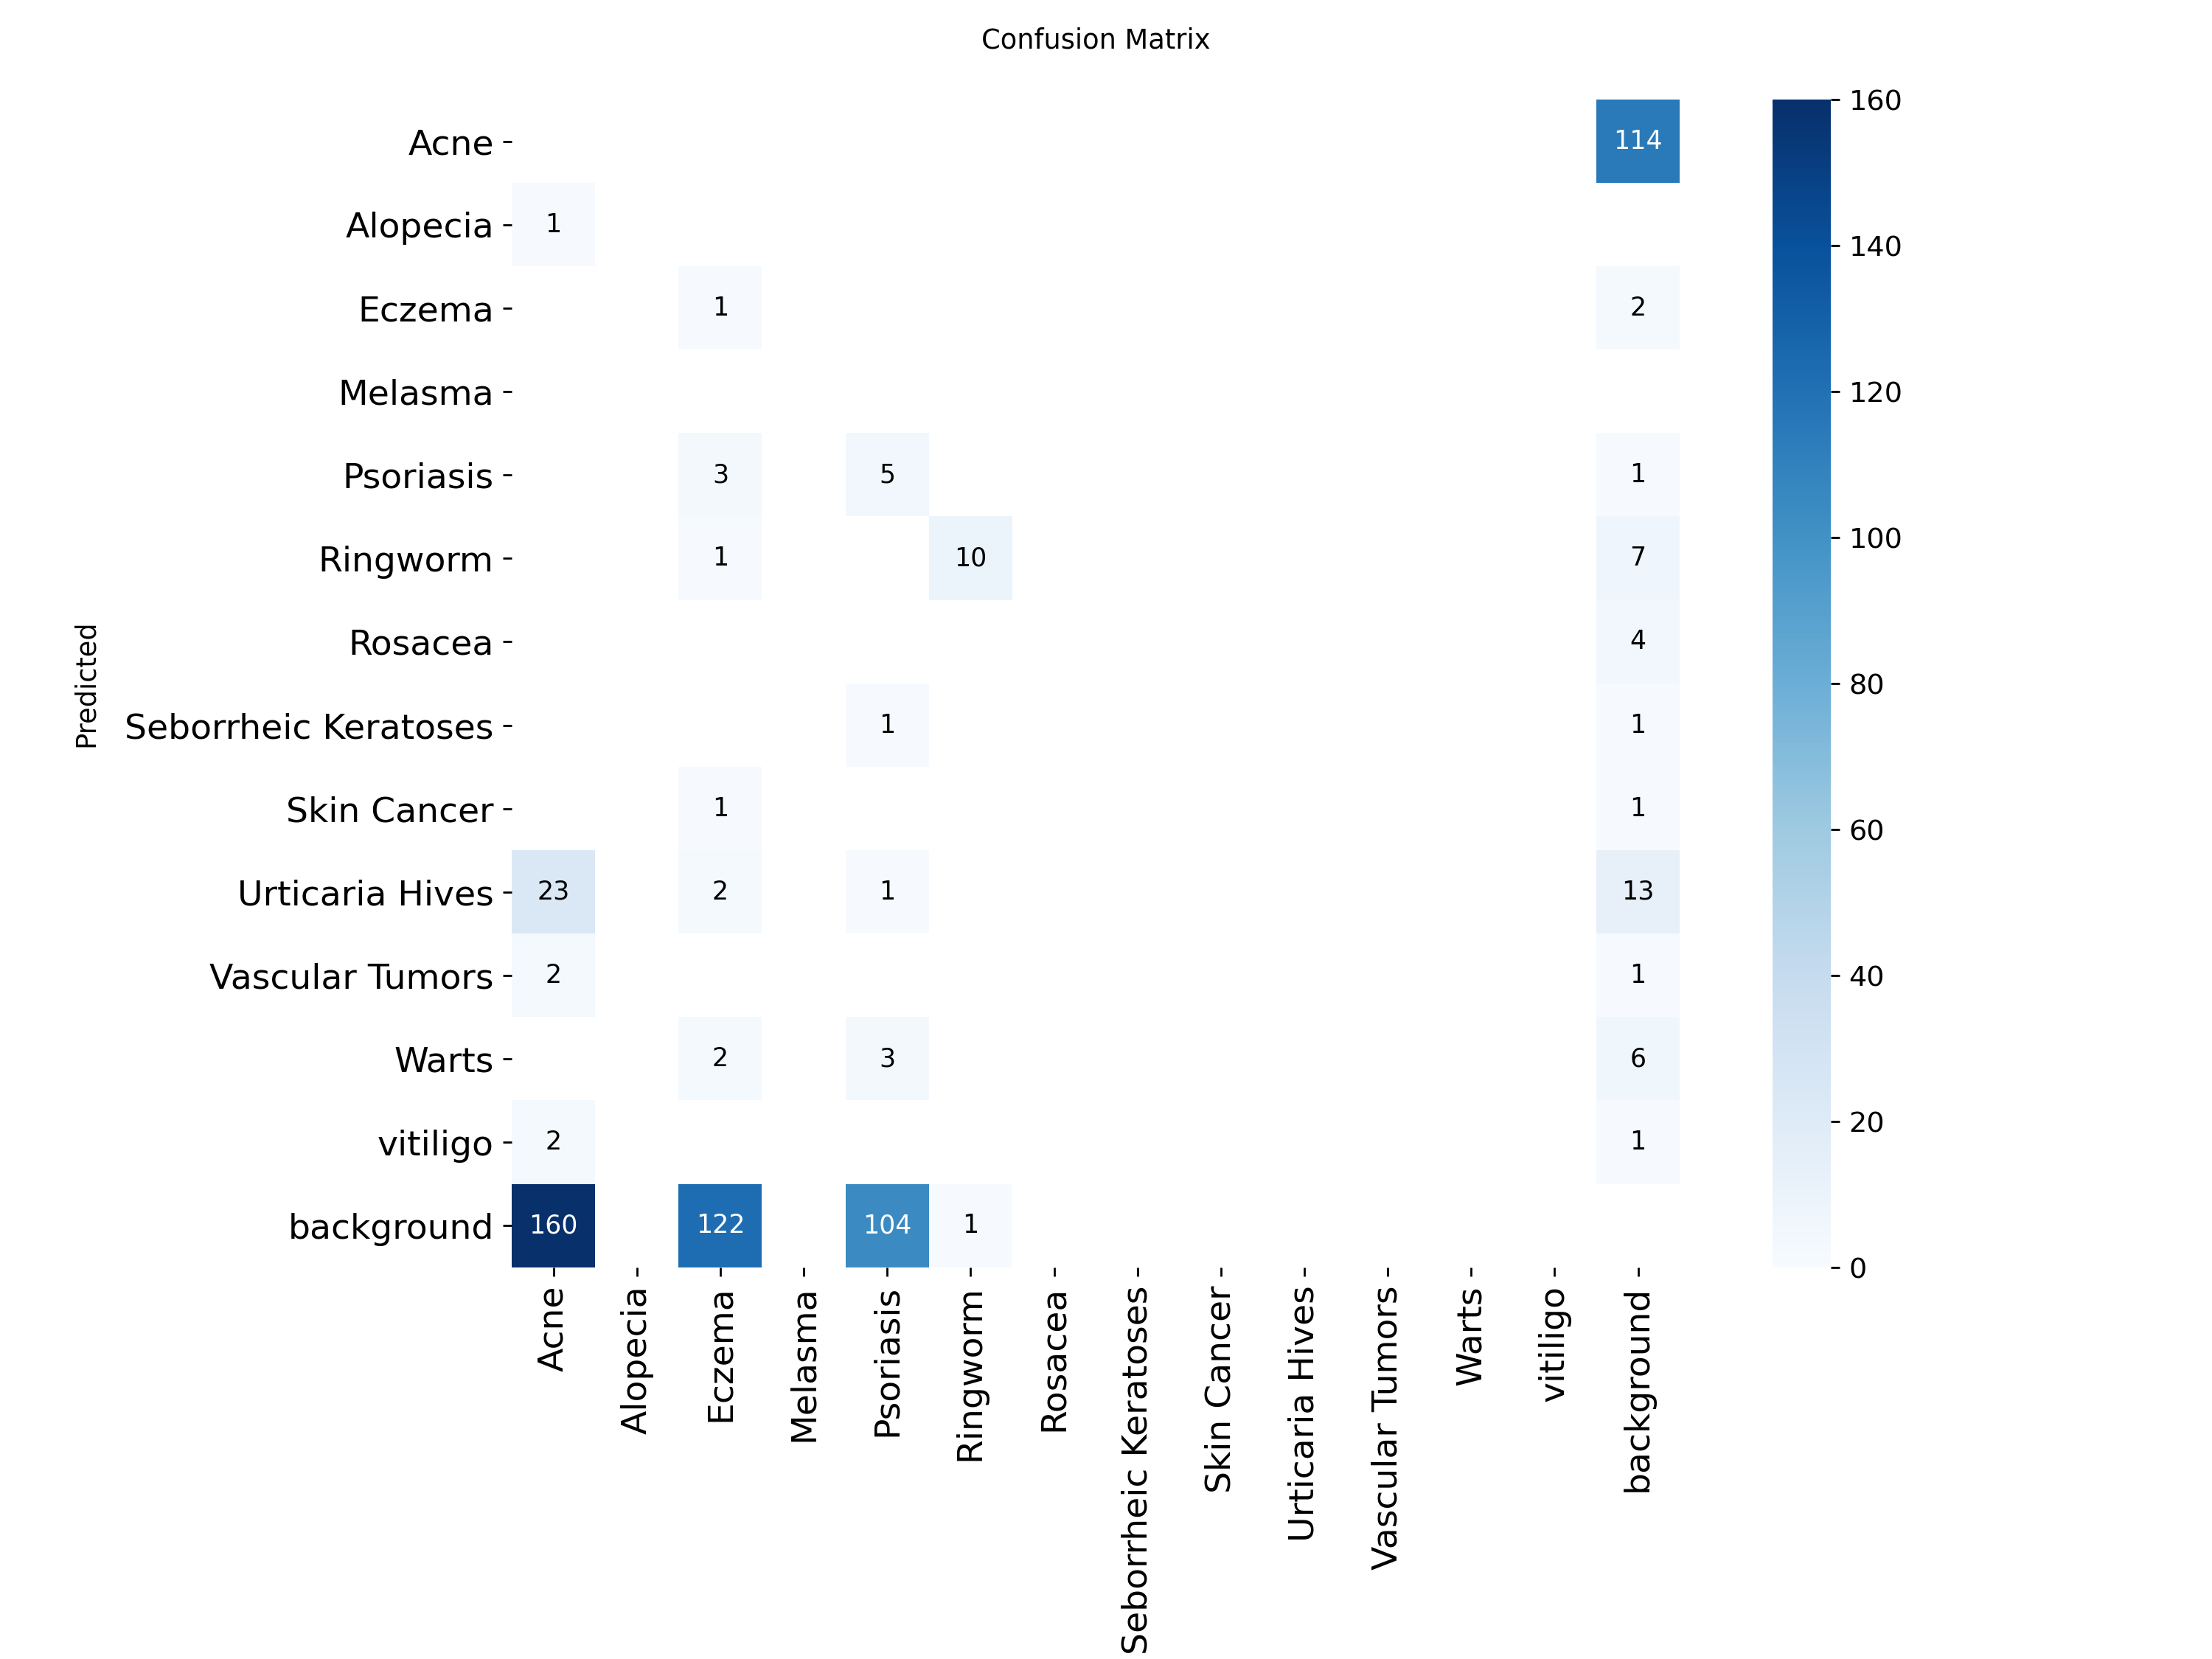 Confusion Matrix
Predicted
Acne 114
Alopecia 1
Eczema 1 2
Melasma
Psoriasis 3 5 1
Ringworm 1 10 7
Rosacea 4
Seborrheic Keratoses 1 1
Skin Cancer 1 1
Urticaria Hives 23 2 1 13
Vascular Tumors 2 1
Warts 2 3 6
vitiligo 2 1
background 160 122 104 1
Acne
Alopecia
Eczema
Melasma
Psoriasis
Ringworm
Rosacea
Seborrheic Keratoses
Skin Cancer
Urticaria Hives
Vascular Tumors
Warts
vitiligo
background
160
140
120
100
80
60
40
20
0